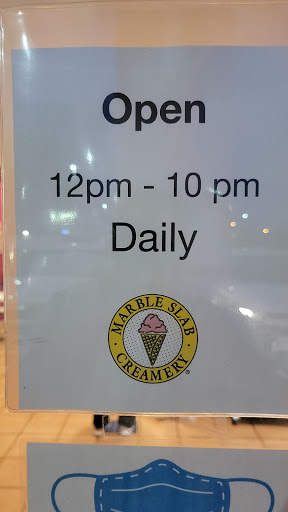 Open
12pm - 10 pm
Daily
MARBLE SLAB
CREAMERY
®